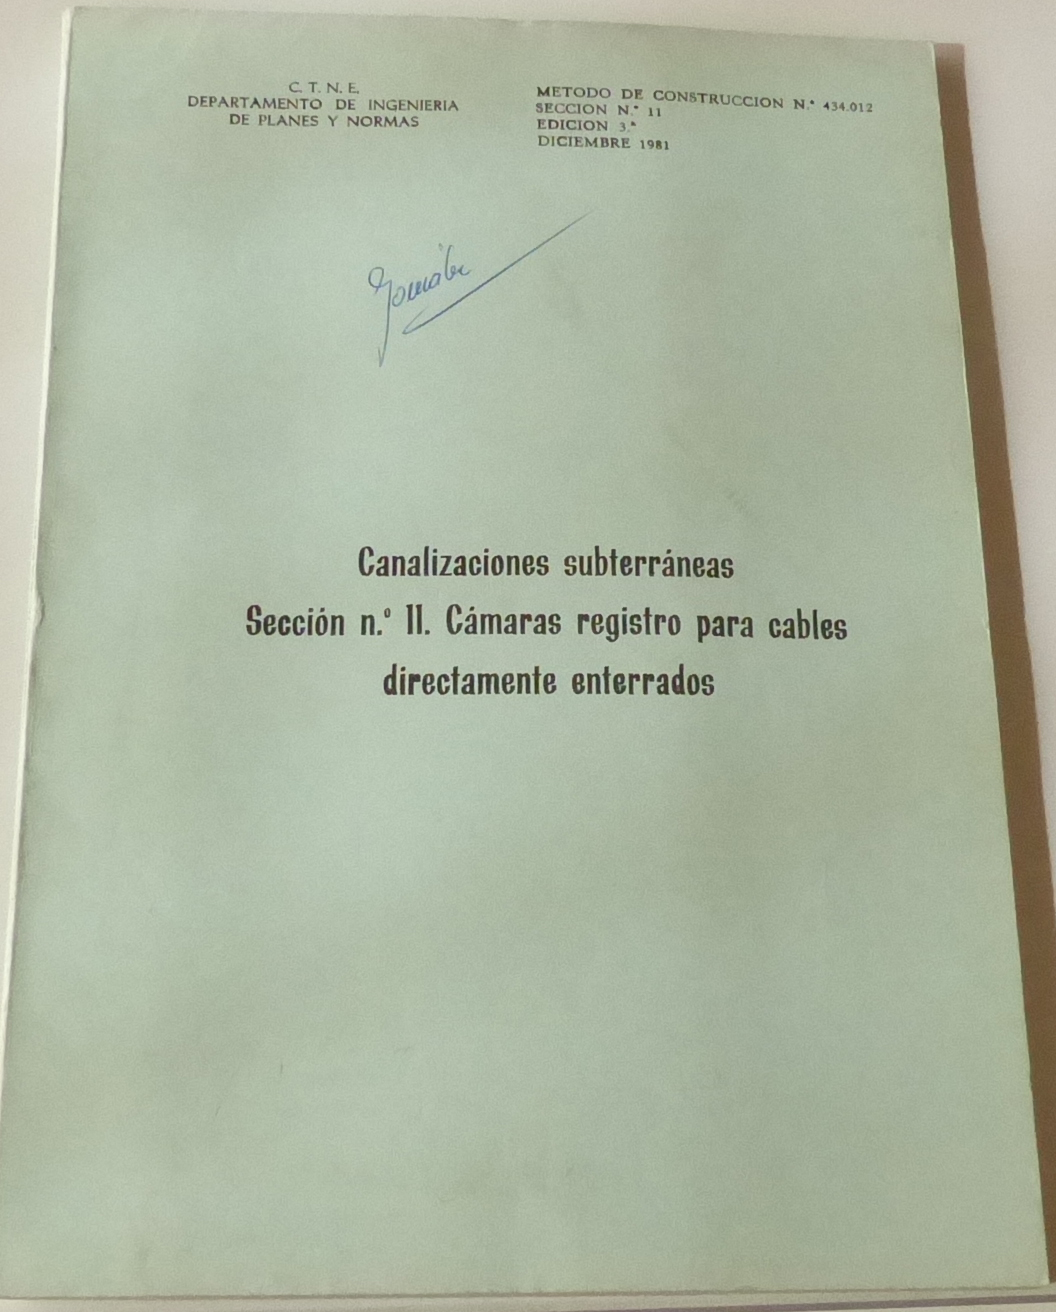 C. T. N. E.
DEPARTAMENTO DE INGENIERIA
DE PLANES Y NORMAS
METODO DE CONSTRUCCION N.º 434.012
SECCION N.º 11
EDICION 3.ª
DICIEMBRE 1981
Canalizaciones subterráneas
Sección n.º 11. Cámaras registro para cables
directamente enterrados